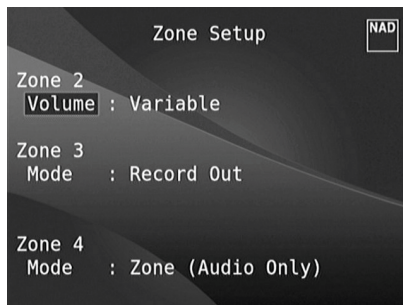 Zone Setup
NAD
Zone 2
Volume : Variable
Zone 3
Mode : Record Out
Zone 4
Mode : Zone (Audio Only)